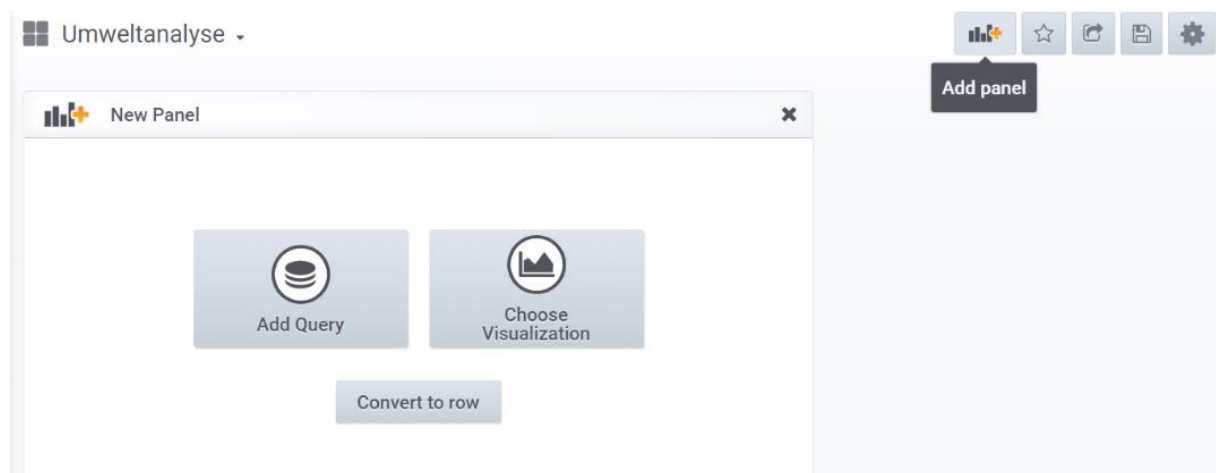 Umweltanalyse
Add panel
New Panel
Add Query
Choose
Visualization
Convert to row